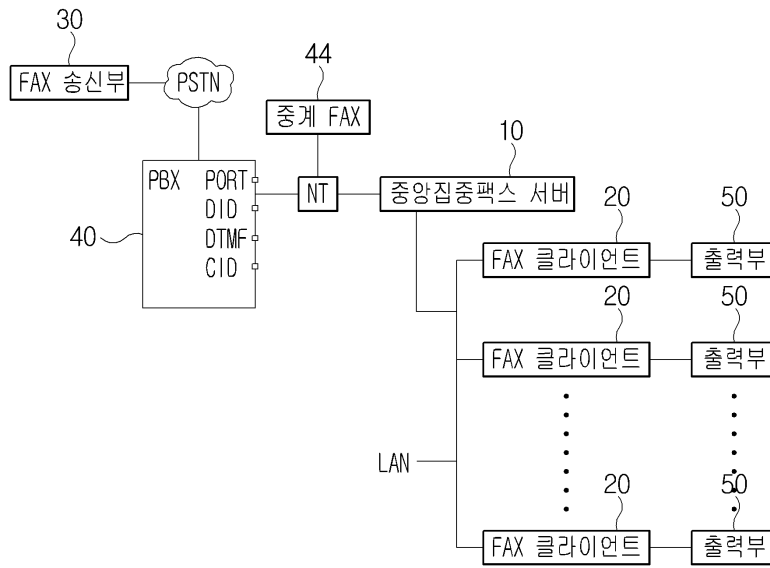 30
FAX 송신부
PSTN
44
중계 FAX
10
PBX PORT
DID
DTMF
CID
40
NT
중앙집중팩스 서버
20
50
FAX 클라이언트
출력부
20
50
FAX 클라이언트
출력부
LAN
20
50
FAX 클라이언트
출력부